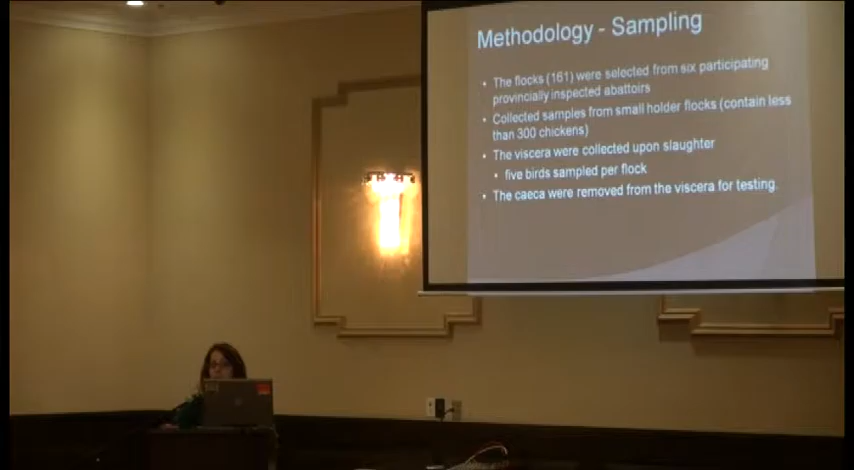 Methodology - Sampling
• The flocks (161) were selected from six participating
provincially inspected abattoirs
• Collected samples from small holder flocks (contain less
than 300 chickens)
• The viscera were collected upon slaughter
• five birds sampled per flock
• The caeca were removed from the viscera for testing.